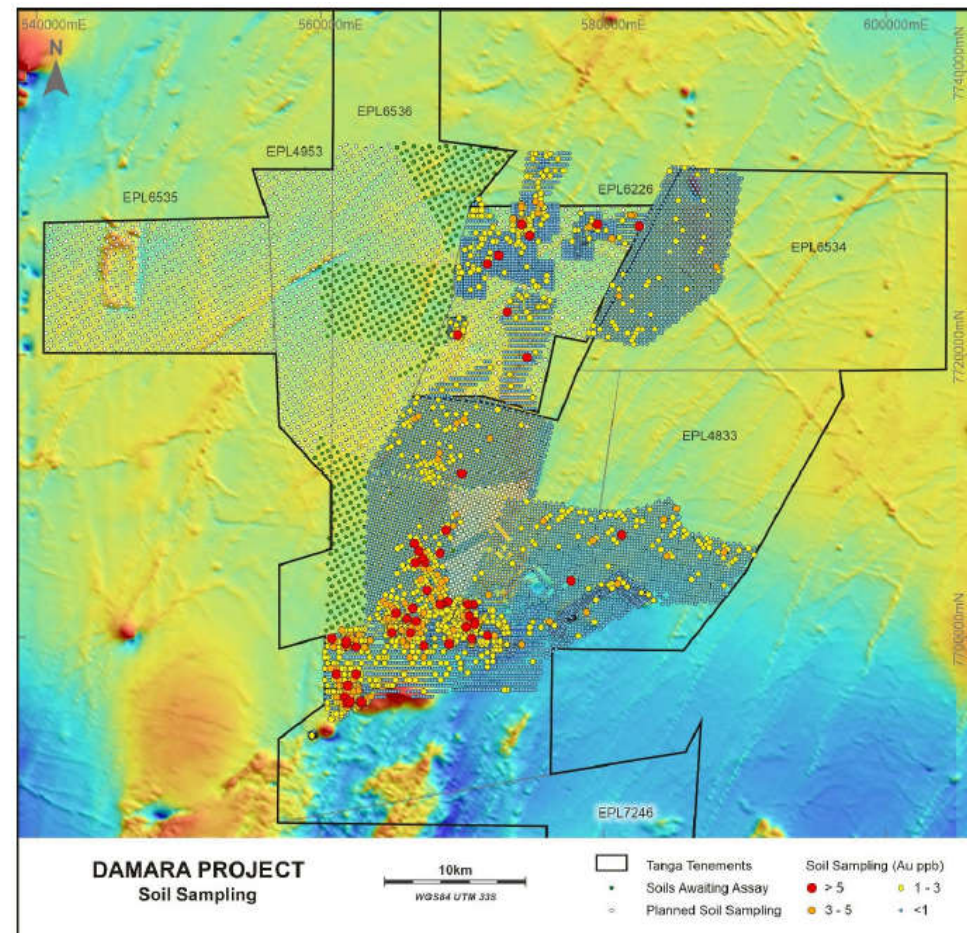 540000mE
560000mE
580000mE
600000mE
N
7740000mN
EPL6536
EPL4953
EPL6535
EPL6226
EPL6534
7720000mN
EPL4833
7700000mN
EPL7246
DAMARA PROJECT
Soil Sampling
10km
WGS84 UTM 33S
Tanga Tenements
Soils Awaiting Assay
Planned Soil Sampling
Soil Sampling (Au ppb)
> 5
1 - 3
3 - 5
<1